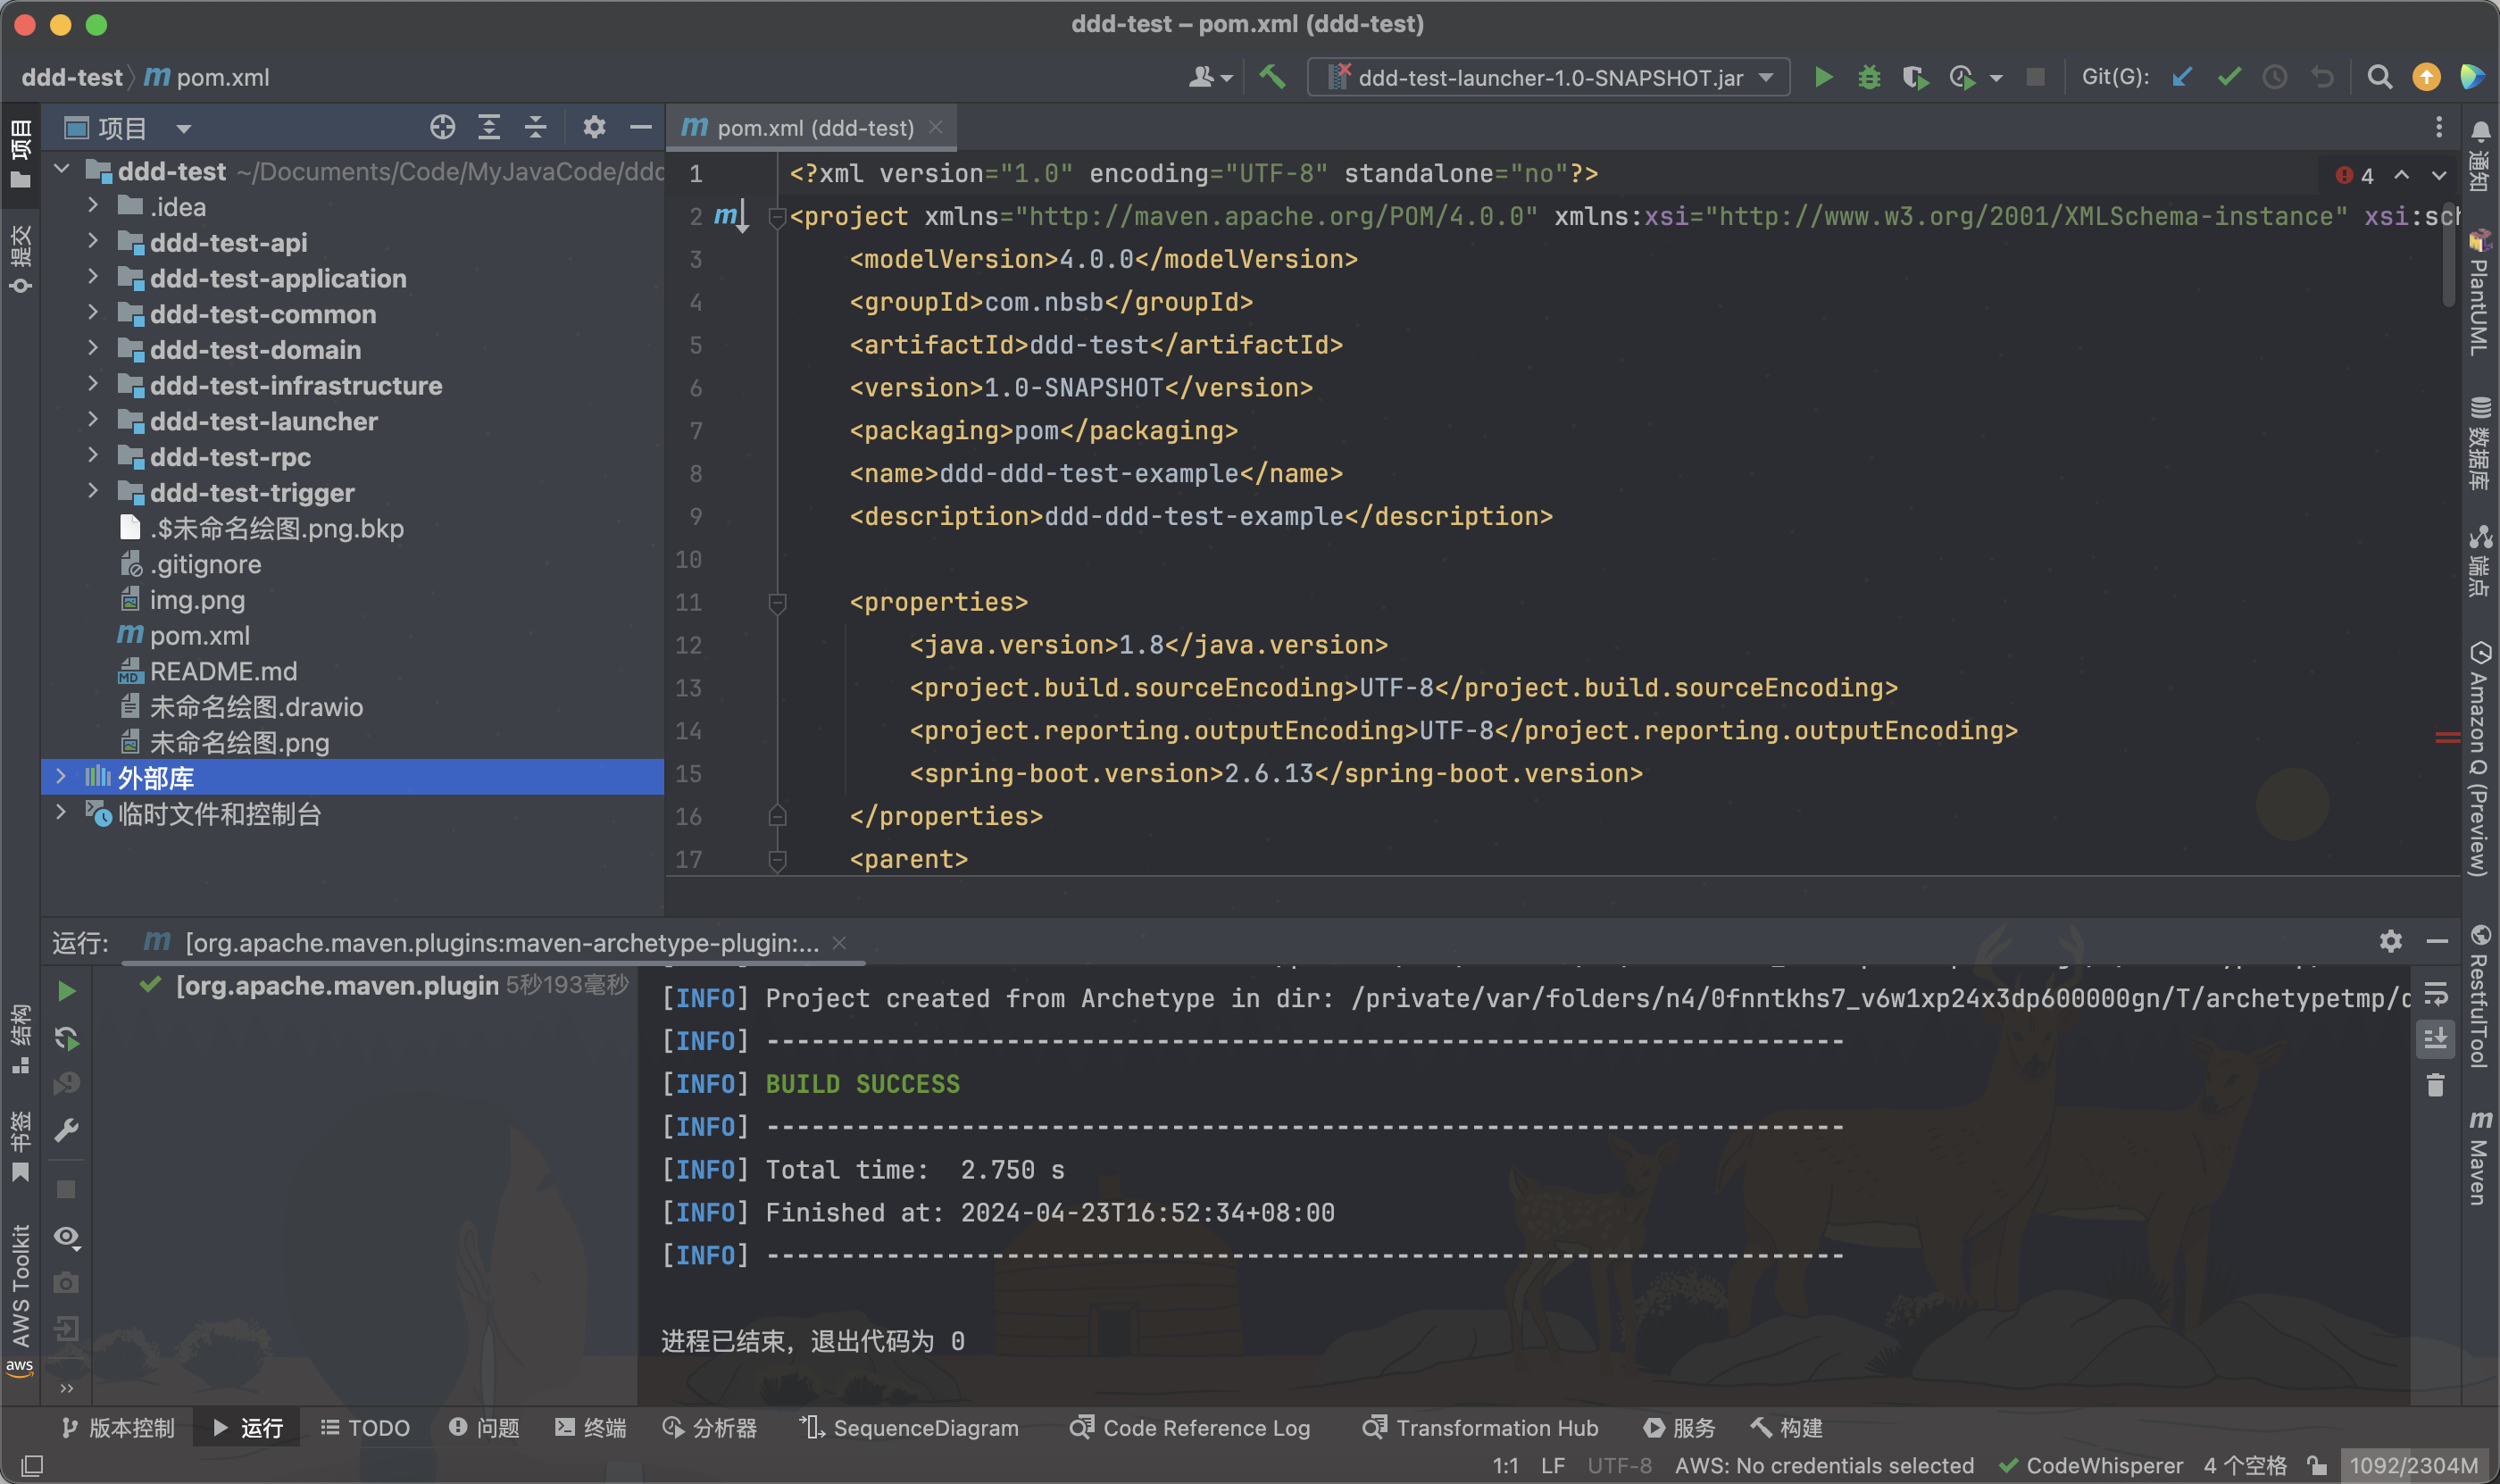 ddd-test – pom.xml (ddd-test)
ddd-test
pom.xml
ddd-test-launcher-1.0-SNAPSHOT.jar
Git(G):
项目
提交
结构
书签
AWS Toolkit
aws
项目
ddd-test ~/Documents/Code/MyJavaCode/ddd
.idea
ddd-test-api
ddd-test-application
ddd-test-common
ddd-test-domain
ddd-test-infrastructure
ddd-test-launcher
ddd-test-rpc
ddd-test-trigger
.$未命名绘图.png.bkp
.gitignore
img.png
pom.xml
README.md
未命名绘图.drawio
未命名绘图.png
外部库
临时文件和控制台
pom.xml (ddd-test)
4
1 <?xml version="1.0" encoding="UTF-8" standalone="no"?>
2 <project xmlns="http://maven.apache.org/POM/4.0.0" xmlns:xsi="http://www.w3.org/2001/XMLSchema-instance" xsi:sch
3 <modelVersion>4.0.0</modelVersion>
4 <groupId>com.nbsb</groupId>
5 <artifactId>ddd-test</artifactId>
6 <version>1.0-SNAPSHOT</version>
7 <packaging>pom</packaging>
8 <name>ddd-ddd-test-example</name>
9 <description>ddd-ddd-test-example</description>
10
11 <properties>
12 <java.version>1.8</java.version>
13 <project.build.sourceEncoding>UTF-8</project.build.sourceEncoding>
14 <project.reporting.outputEncoding>UTF-8</project.reporting.outputEncoding>
15 <spring-boot.version>2.6.13</spring-boot.version>
16 </properties>
17 <parent>
通知
PlantUML
数据库
端点
Amazon Q (Preview)
RestfulTool
Maven
运行:
[org.apache.maven.plugins:maven-archetype-plugin:...
[org.apache.maven.plugin 5秒193毫秒
[INFO] Project created from Archetype in dir: /private/var/folders/n4/0fnntkhs7_v6w1xp24x3dp600000gn/T/archetypetmp/d
[INFO] ------------------------------------------------------------------------
[INFO] BUILD SUCCESS
[INFO] ------------------------------------------------------------------------
[INFO] Total time:  2.750 s
[INFO] Finished at: 2024-04-23T16:52:34+08:00
[INFO] ------------------------------------------------------------------------
进程已结束，退出代码为 0
版本控制
运行
TODO
问题
终端
分析器
SequenceDiagram
Code Reference Log
Transformation Hub
服务
构建
1:1
LF
UTF-8
AWS: No credentials selected
CodeWhisperer
4 个空格
1092/2304M